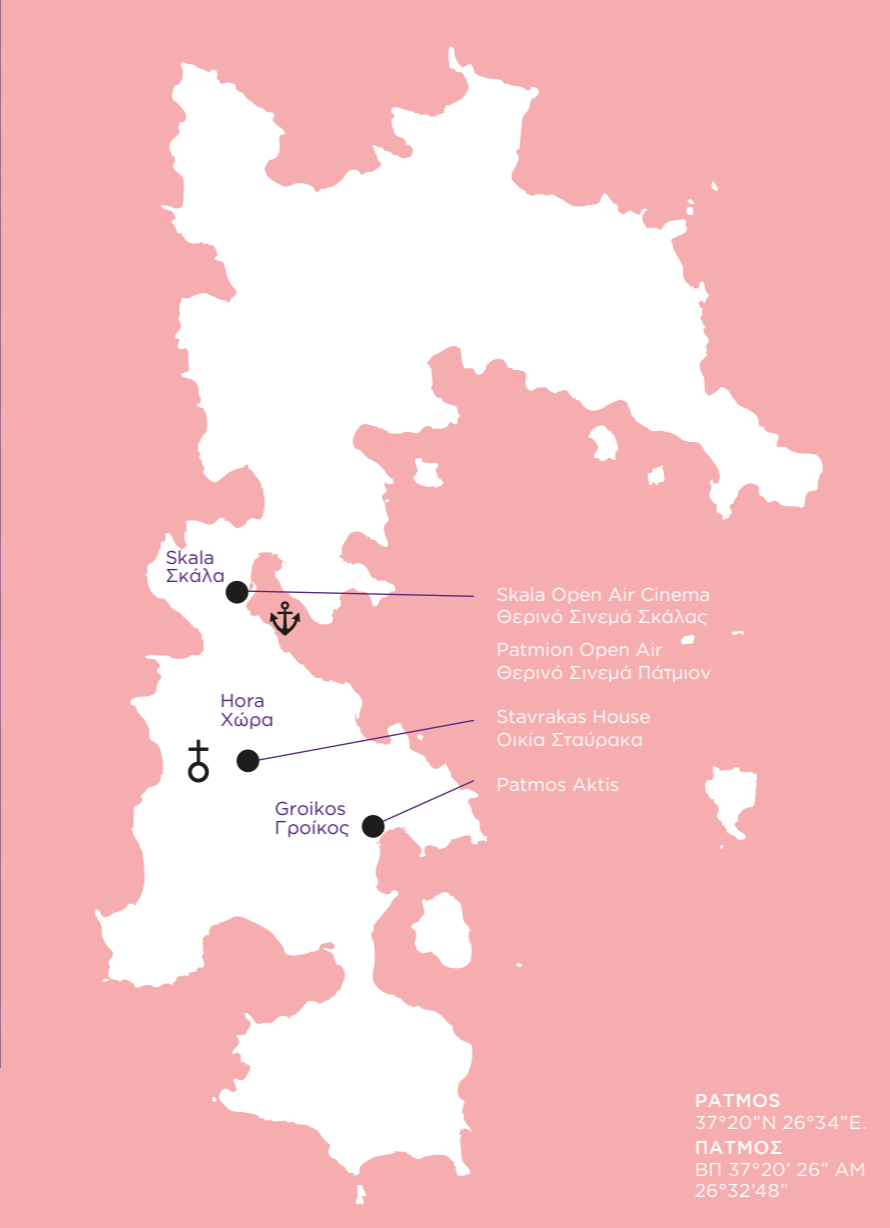 Skala
Σκάλα
Skala Open Air Cinema
Θερινό Σινεμά Σκάλας
Patmion Open Air
Θερινό Σινεμά Πάτμιον
Hora
Χώρα
Stavrakas House
Οικία Σταύρακα
Groikos
Γροίκος
Patmos Aktis
PATMOS
37°20”N 26°34”E.
ΠΑΤΜΟΣ
ΒΠ 37°20’ 26” ΑΜ
26°32’48”